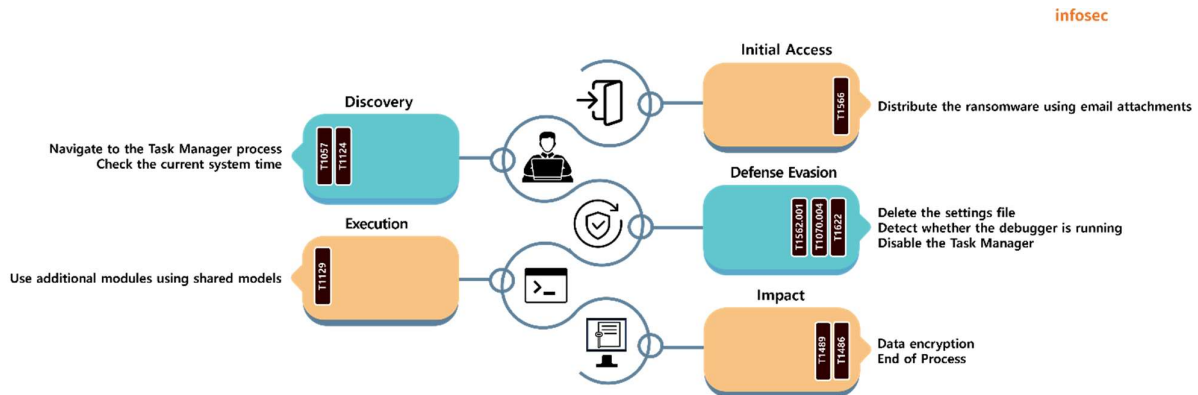 infosec
Initial Access
T1566
Distribute the ransomware using email attachments
Discovery
Navigate to the Task Manager process
Check the current system time
T1057
T1124
Defense Evasion
T1562.001
T1070.004
T1622
Delete the settings file
Detect whether the debugger is running
Disable the Task Manager
Execution
Use additional modules using shared models
T1129
Impact
T1489
T1486
Data encryption
End of Process